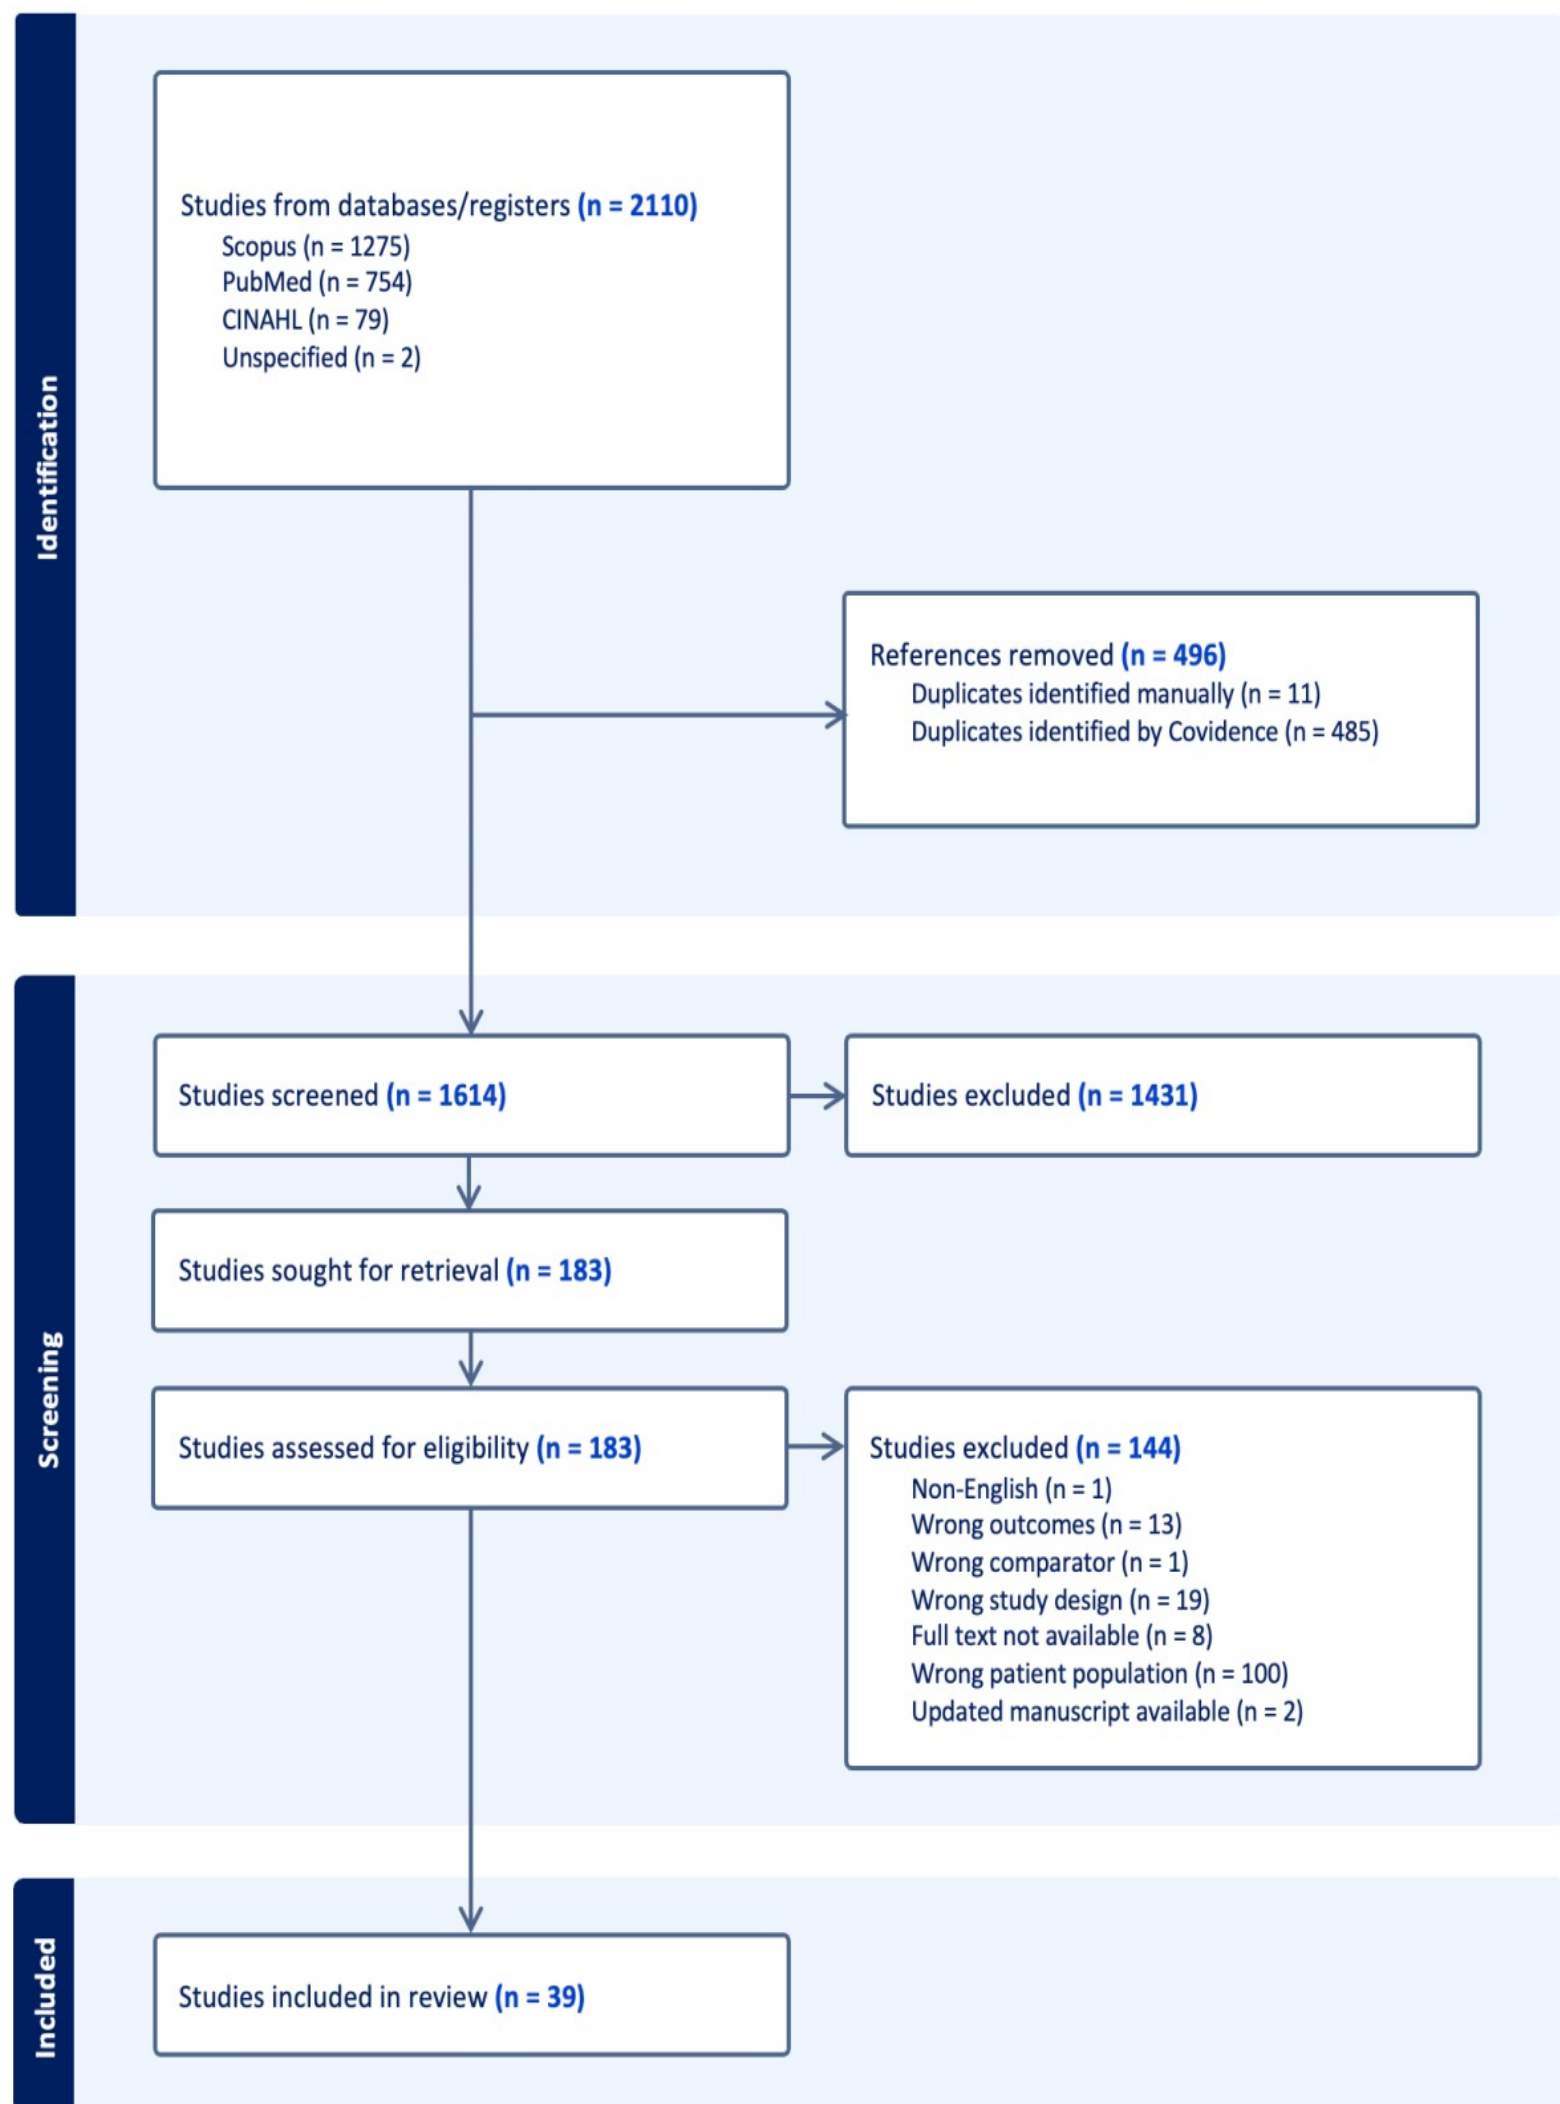 Identification
Studies from databases/registers (n = 2110)
Scopus (n = 1275)
PubMed (n = 754)
CINAHL (n = 79)
Unspecified (n = 2)
References removed (n = 496)
Duplicates identified manually (n = 11)
Duplicates identified by Covidence (n = 485)
Screening
Studies screened (n = 1614)
Studies excluded (n = 1431)
Studies sought for retrieval (n = 183)
Studies assessed for eligibility (n = 183)
Studies excluded (n = 144)
Non-English (n = 1)
Wrong outcomes (n = 13)
Wrong comparator (n = 1)
Wrong study design (n = 19)
Full text not available (n = 8)
Wrong patient population (n = 100)
Updated manuscript available (n = 2)
Included
Studies included in review (n = 39)